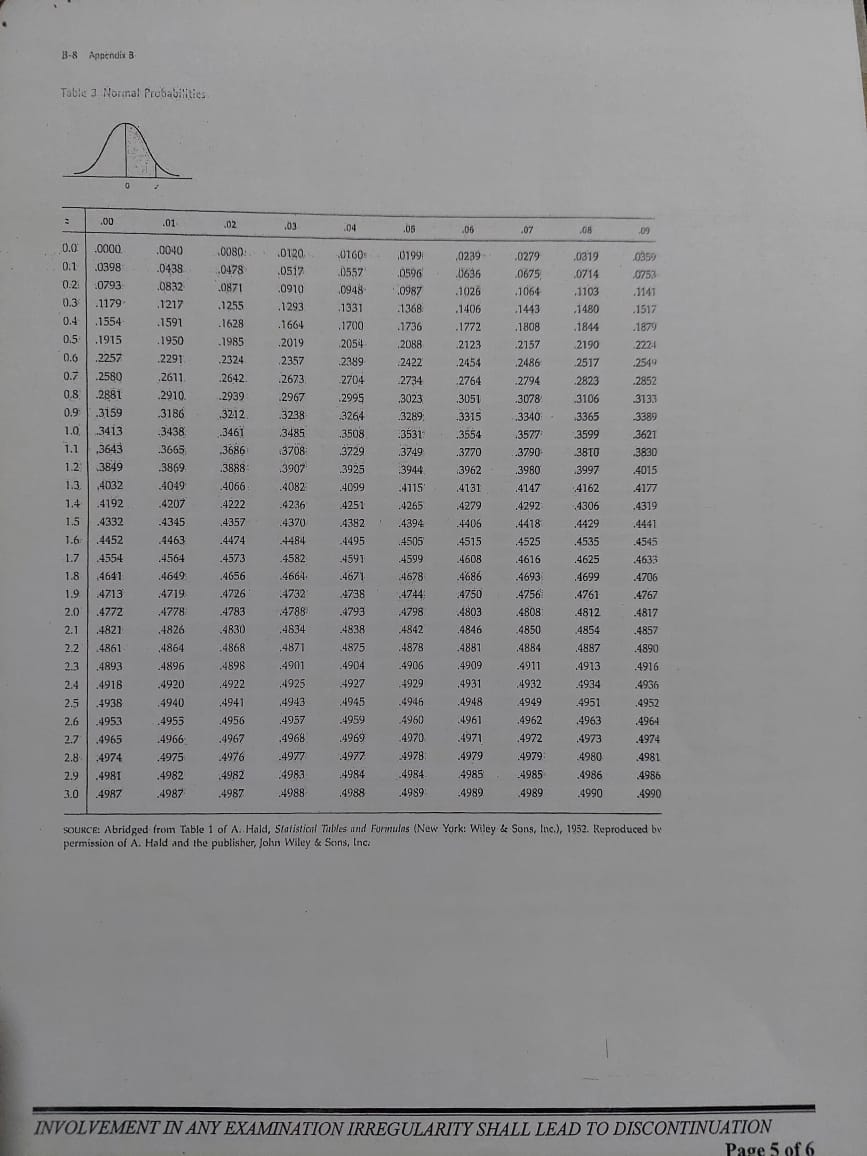 B-8 Appendix B
Table 3 Normal Probabilities
0 z
z .00 .01 .02 .03 .04 .05 .06 .07 .08 .09
0.0 .0000 .0040 .0080 .0120 .0160 .0199 .0239 .0279 .0319 .0359
0.1 .0398 .0438 .0478 .0517 .0557 .0596 .0636 .0675 .0714 .0753
0.2 .0793 .0832 .0871 .0910 .0948 .0987 .1026 .1064 .1103 .1141
0.3 .1179 .1217 .1255 .1293 .1331 .1368 .1406 .1443 .1480 .1517
0.4 .1554 .1591 .1628 .1664 .1700 .1736 .1772 .1808 .1844 .1879
0.5 .1915 .1950 .1985 .2019 .2054 .2088 .2123 .2157 .2190 .2224
0.6 .2257 .2291 .2324 .2357 .2389 .2422 .2454 .2486 .2517 .2549
0.7 .2580 .2611 .2642 .2673 .2704 .2734 .2764 .2794 .2823 .2852
0.8 .2881 .2910 .2939 .2967 .2995 .3023 .3051 .3078 .3106 .3133
0.9 .3159 .3186 .3212 .3238 .3264 .3289 .3315 .3340 .3365 .3389
1.0 .3413 .3438 .3461 .3485 .3508 .3531 .3554 .3577 .3599 .3621
1.1 .3643 .3665 .3686 .3708 .3729 .3749 .3770 .3790 .3810 .3830
1.2 .3849 .3869 .3888 .3907 .3925 .3944 .3962 .3980 .3997 .4015
1.3 .4032 .4049 .4066 .4082 .4099 .4115 .4131 .4147 .4162 .4177
1.4 .4192 .4207 .4222 .4236 .4251 .4265 .4279 .4292 .4306 .4319
1.5 .4332 .4345 .4357 .4370 .4382 .4394 .4406 .4418 .4429 .4441
1.6 .4452 .4463 .4474 .4484 .4495 .4505 .4515 .4525 .4535 .4545
1.7 .4554 .4564 .4573 .4582 .4591 .4599 .4608 .4616 .4625 .4633
1.8 .4641 .4649 .4656 .4664 .4671 .4678 .4686 .4693 .4699 .4706
1.9 .4713 .4719 .4726 .4732 .4738 .4744 .4750 .4756 .4761 .4767
2.0 .4772 .4778 .4783 .4788 .4793 .4798 .4803 .4808 .4812 .4817
2.1 .4821 .4826 .4830 .4834 .4838 .4842 .4846 .4850 .4854 .4857
2.2 .4861 .4864 .4868 .4871 .4875 .4878 .4881 .4884 .4887 .4890
2.3 .4893 .4896 .4898 .4901 .4904 .4906 .4909 .4911 .4913 .4916
2.4 .4918 .4920 .4922 .4925 .4927 .4929 .4931 .4932 .4934 .4936
2.5 .4938 .4940 .4941 .4943 .4945 .4946 .4948 .4949 .4951 .4952
2.6 .4953 .4955 .4956 .4957 .4959 .4960 .4961 .4962 .4963 .4964
2.7 .4965 .4966 .4967 .4968 .4969 .4970 .4971 .4972 .4973 .4974
2.8 .4974 .4975 .4976 .4977 .4977 .4978 .4979 .4979 .4980 .4981
2.9 .4981 .4982 .4982 .4983 .4984 .4984 .4985 .4985 .4986 .4986
3.0 .4987 .4987 .4987 .4988 .4988 .4989 .4989 .4989 .4990 .4990
SOURCE: Abridged from Table 1 of A. Hald, Statistical Tables and Formulas (New York: Wiley & Sons, Inc.), 1952. Reproduced by
permission of A. Hald and the publisher, John Wiley & Sons, Inc.
INVOLVEMENT IN ANY EXAMINATION IRREGULARITY SHALL LEAD TO DISCONTINUATION
Page 5 of 6